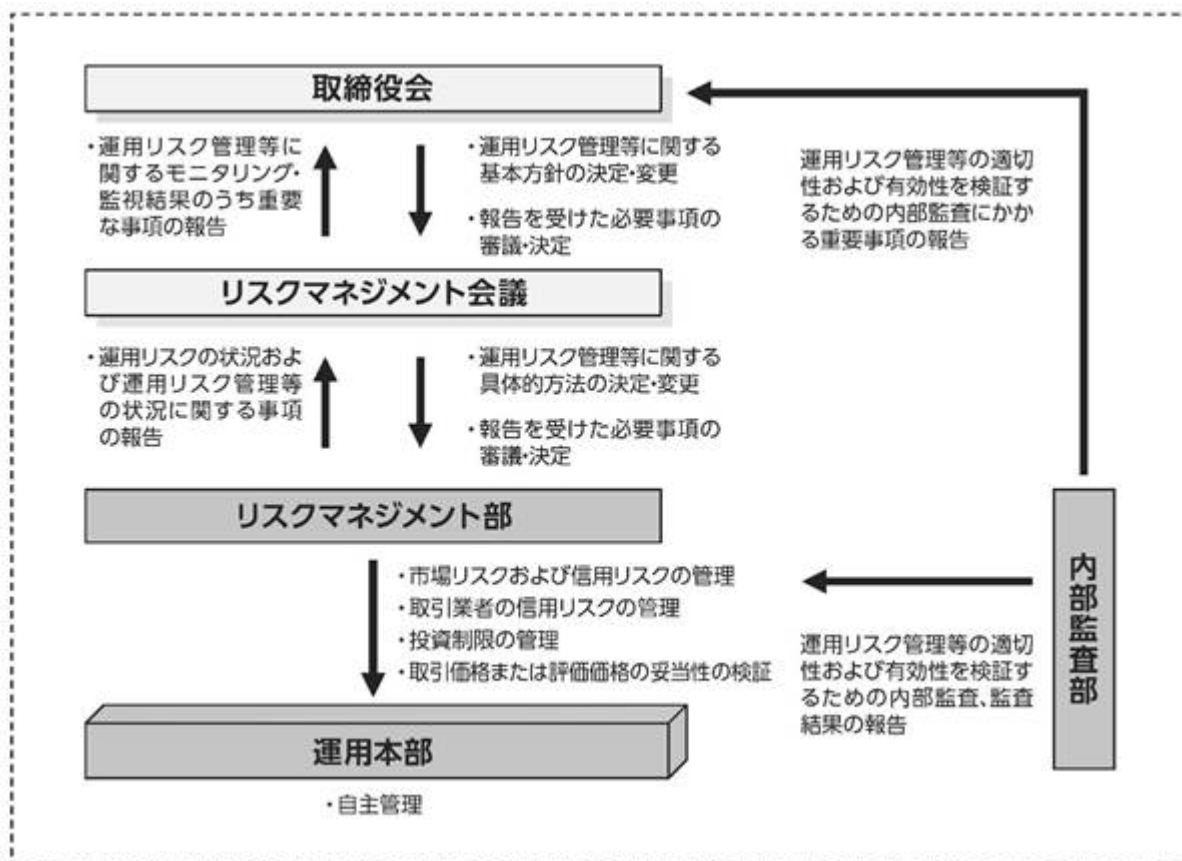 取締役会
・運用リスク管理等に
関するモニタリング・
監視結果のうち重要
な事項の報告
・運用リスク管理等に関する
基本方針の決定・変更
・報告を受けた必要事項の
審議・決定
運用リスク管理等の適切
性および有効性を検証す
るための内部監査にかか
る重要事項の報告
リスクマネジメント会議
・運用リスクの状況およ
び運用リスク管理等
の状況に関する事項
の報告
・運用リスク管理等に関する
具体的方法の決定・変更
・報告を受けた必要事項の
審議・決定
リスクマネジメント部
・市場リスクおよび信用リスクの管理
・取引業者の信用リスクの管理
・投資制限の管理
・取引価格または評価価格の妥当性の検証
運用リスク管理等の適切
性および有効性を検証す
るための内部監査、監査
結果の報告
内部監査部
運用本部
・自主管理